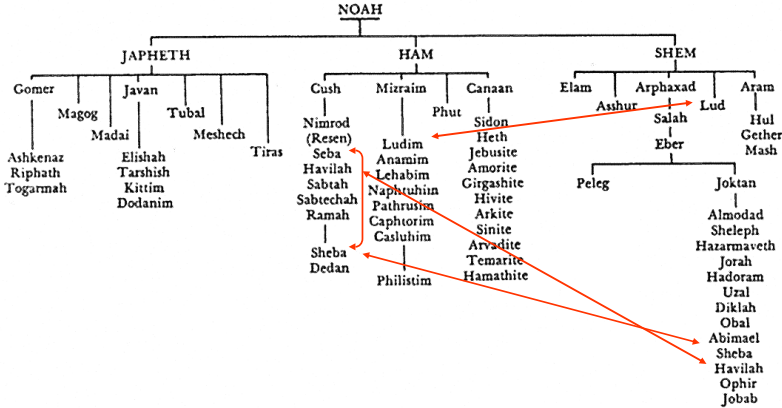 NOAH
JAPHETH
HAM
SHEM
Gomer
Magog
Madai
Javan
Tubal
Meshech
Tiras
Ashkenaz
Riphath
Togarmah
Elishah
Tarshish
Kittim
Dodanim
Cush
Mizraim
Phut
Canaan
Nimrod
(Resen)
Seba
Havilah
Sabtah
Sabtechah
Ramah
Sheba
Dedan
Ludim
Anamim
Lehabim
Naphtuhim
Pathrusim
Caphtorim
Casluhim
Philistim
Sidon
Heth
Jebusite
Amorite
Girgashite
Hivite
Arkite
Sinite
Arvadite
Temarite
Hamathite
Elam
Asshur
Arphaxad
Lud
Aram
Salah
Eber
Hul
Gether
Mash
Peleg
Joktan
Almodad
Sheleph
Hazarmaveth
Jorah
Hadoram
Uzal
Diklah
Obal
Abimael
Sheba
Havilah
Ophir
Jobab